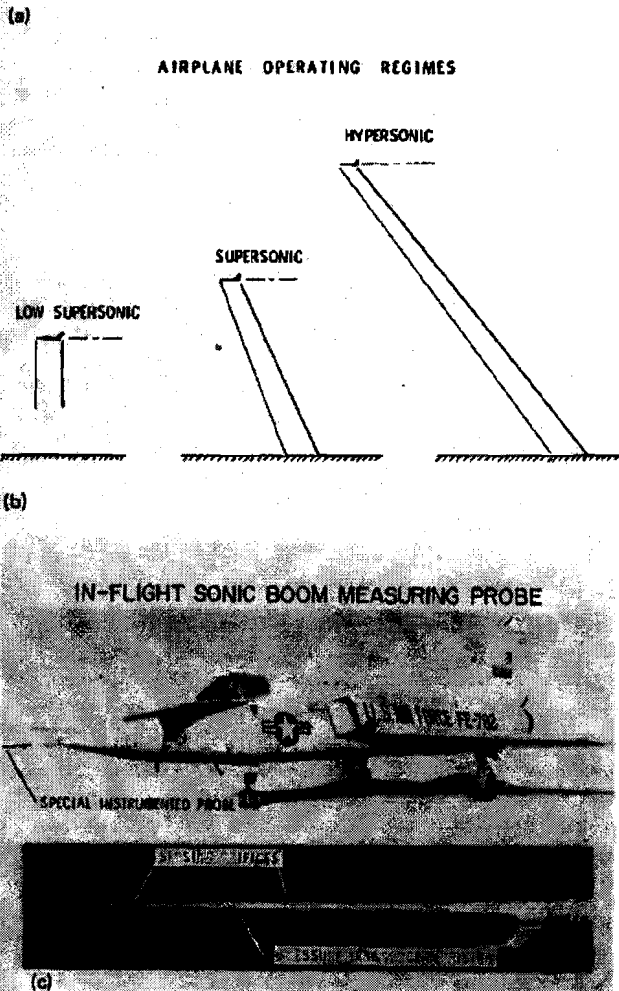 (a)
AIRPLANE OPERATING REGIMES
HYPERSONIC
SUPERSONIC
LOW SUPERSONIC
(b)
IN-FLIGHT SONIC BOOM MEASURING PROBE
U.S. AIR FORCE FE-792
SPECIAL INSTRUMENTED PROBE
(c)